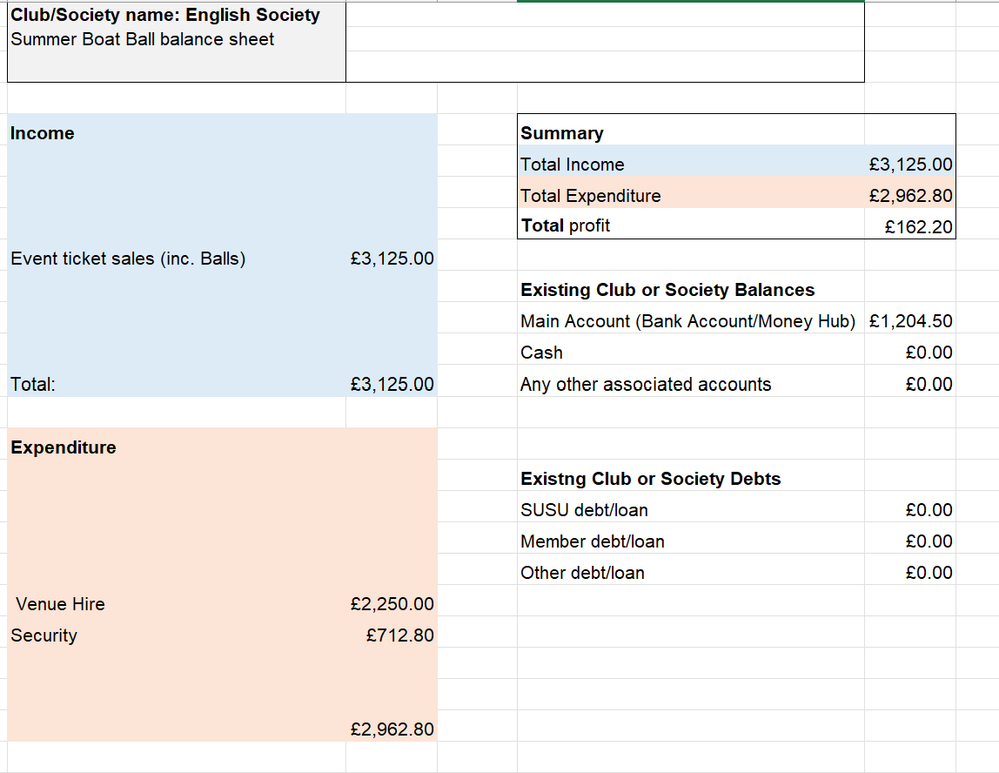 Club/Society name: English Society
Summer Boat Ball balance sheet
Income
Event ticket sales (inc. Balls) £3,125.00
Total: £3,125.00
Expenditure
Venue Hire £2,250.00
Security £712.80
£2,962.80
Summary
Total Income £3,125.00
Total Expenditure £2,962.80
Total profit £162.20
Existing Club or Society Balances
Main Account (Bank Account/Money Hub) £1,204.50
Cash £0.00
Any other associated accounts £0.00
Existng Club or Society Debts
SUSU debt/loan £0.00
Member debt/loan £0.00
Other debt/loan £0.00